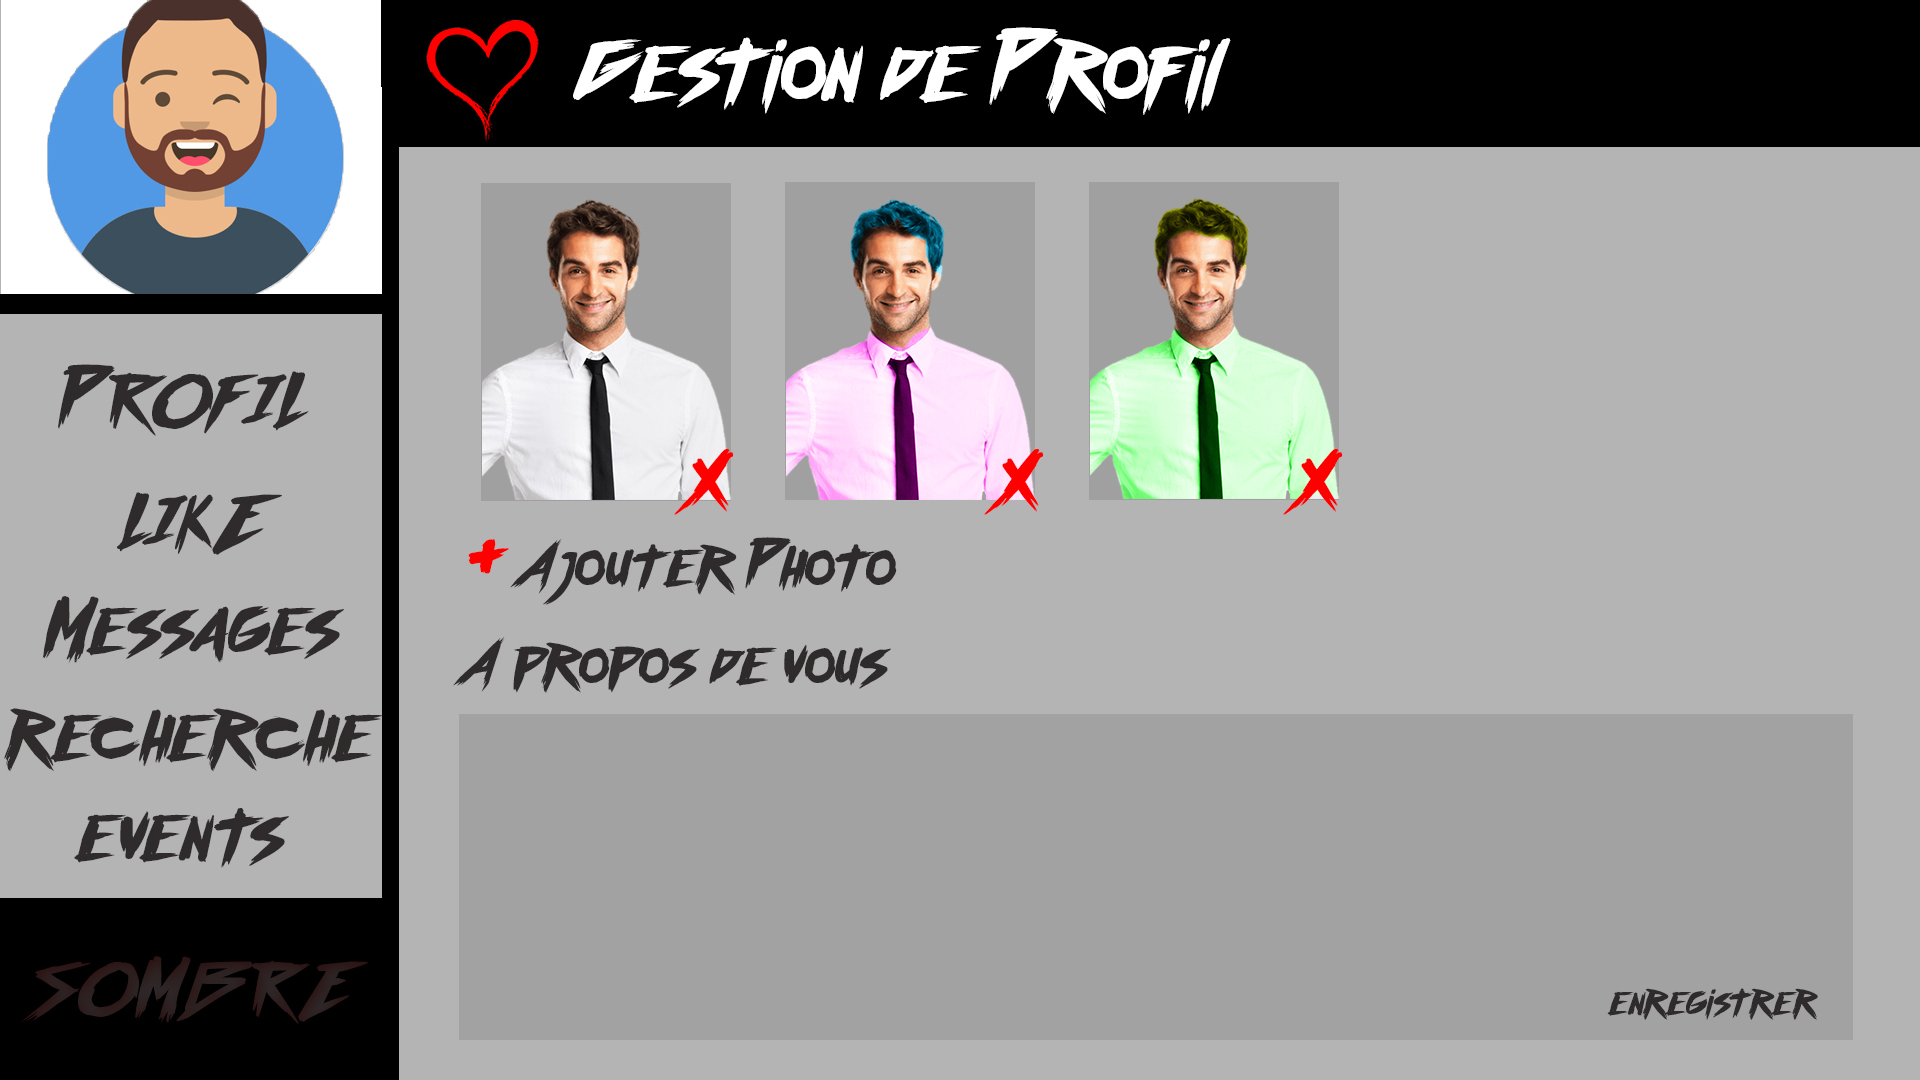 Gestion de Profil
Profil
Like
Messages
Recherche
Events
Sombre
X X X
+ Ajouter Photo
A propos de vous
Enregistrer